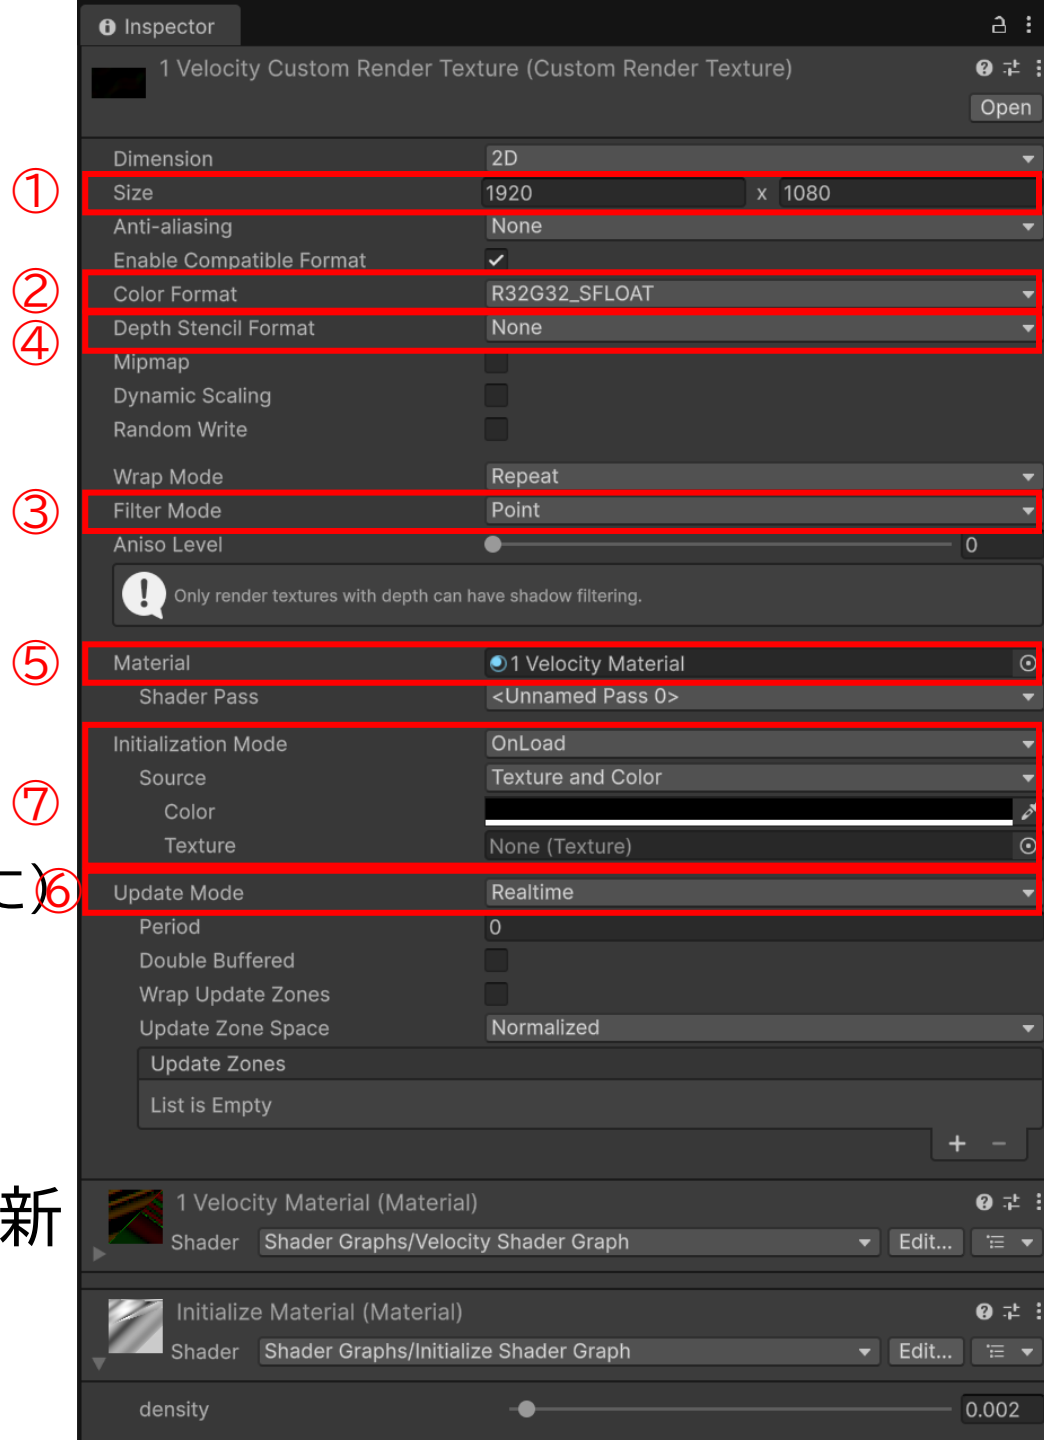 Inspector
1 Velocity Custom Render Texture (Custom Render Texture)
Open
Dimension 2D
① Size 1920 x 1080
Anti-aliasing None
Enable Compatible Format
② Color Format R32G32_SFLOAT
④ Depth Stencil Format None
Mipmap
Dynamic Scaling
Random Write
Wrap Mode Repeat
③ Filter Mode Point
Aniso Level 0
Only render textures with depth can have shadow filtering.
⑤ Material 1 Velocity Material
Shader Pass <Unnamed Pass 0>
Initialization Mode OnLoad
Source Texture and Color
⑦ Color
Texture None (Texture)
に) ⑥ Update Mode Realtime
Period 0
Double Buffered
Wrap Update Zones
Update Zone Space Normalized
Update Zones
List is Empty
+ −
新
1 Velocity Material (Material)
Shader Shader Graphs/Velocity Shader Graph Edit...
Initialize Material (Material)
Shader Shader Graphs/Initialize Shader Graph Edit...
density 0.002